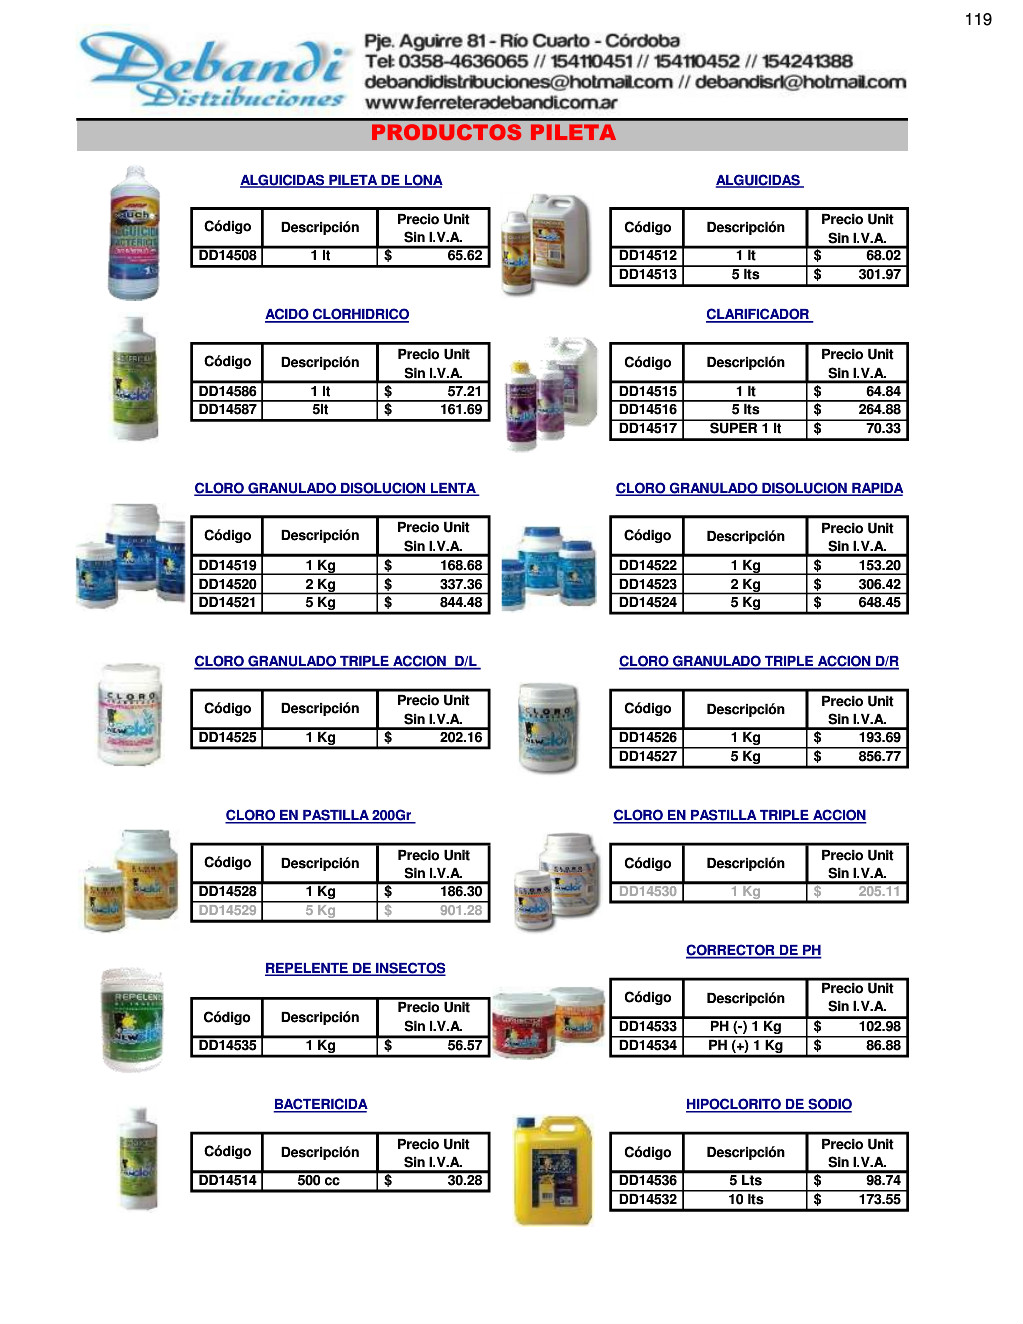 119
Debandi
Distribuciones
Pje. Aguirre 81 - Río Cuarto - Córdoba
Tel: 0358-4636065 // 154110451 // 154110452 // 154241388
debandidistribuciones@hotmail.com // debandisrl@hotmail.com
www.ferreteradebandi.com.ar
PRODUCTOS PILETA
ALGUICIDAS PILETA DE LONA
Código Descripción Precio Unit Sin I.V.A.
DD14508 1 lt $ 65.62
ALGUICIDAS
Código Descripción Precio Unit Sin I.V.A.
DD14512 1 lt $ 68.02
DD14513 5 lts $ 301.97
ACIDO CLORHIDRICO
Código Descripción Precio Unit Sin I.V.A.
DD14586 1 lt $ 57.21
DD14587 5lt $ 161.69
CLARIFICADOR
Código Descripción Precio Unit Sin I.V.A.
DD14515 1 lt $ 64.84
DD14516 5 lts $ 264.88
DD14517 SUPER 1 lt $ 70.33
CLORO GRANULADO DISOLUCION LENTA
Código Descripción Precio Unit Sin I.V.A.
DD14519 1 Kg $ 168.68
DD14520 2 Kg $ 337.36
DD14521 5 Kg $ 844.48
CLORO GRANULADO DISOLUCION RAPIDA
Código Descripción Precio Unit Sin I.V.A.
DD14522 1 Kg $ 153.20
DD14523 2 Kg $ 306.42
DD14524 5 Kg $ 648.45
CLORO GRANULADO TRIPLE ACCION D/L
Código Descripción Precio Unit Sin I.V.A.
DD14525 1 Kg $ 202.16
CLORO GRANULADO TRIPLE ACCION D/R
Código Descripción Precio Unit Sin I.V.A.
DD14526 1 Kg $ 193.69
DD14527 5 Kg $ 856.77
CLORO EN PASTILLA 200Gr
Código Descripción Precio Unit Sin I.V.A.
DD14528 1 Kg $ 186.30
DD14529 5 Kg $ 901.28
CLORO EN PASTILLA TRIPLE ACCION
Código Descripción Precio Unit Sin I.V.A.
DD14530 1 Kg $ 205.11
REPELENTE DE INSECTOS
Código Descripción Precio Unit Sin I.V.A.
DD14535 1 Kg $ 56.57
CORRECTOR DE PH
Código Descripción Precio Unit Sin I.V.A.
DD14533 PH (-) 1 Kg $ 102.98
DD14534 PH (+) 1 Kg $ 86.88
BACTERICIDA
Código Descripción Precio Unit Sin I.V.A.
DD14514 500 cc $ 30.28
HIPOCLORITO DE SODIO
Código Descripción Precio Unit Sin I.V.A.
DD14536 5 Lts $ 98.74
DD14532 10 lts $ 173.55